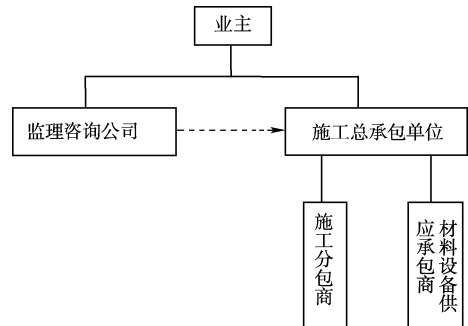 业主
监理咨询公司
施工总承包单位
施工分包商
材料设备供
应承包商